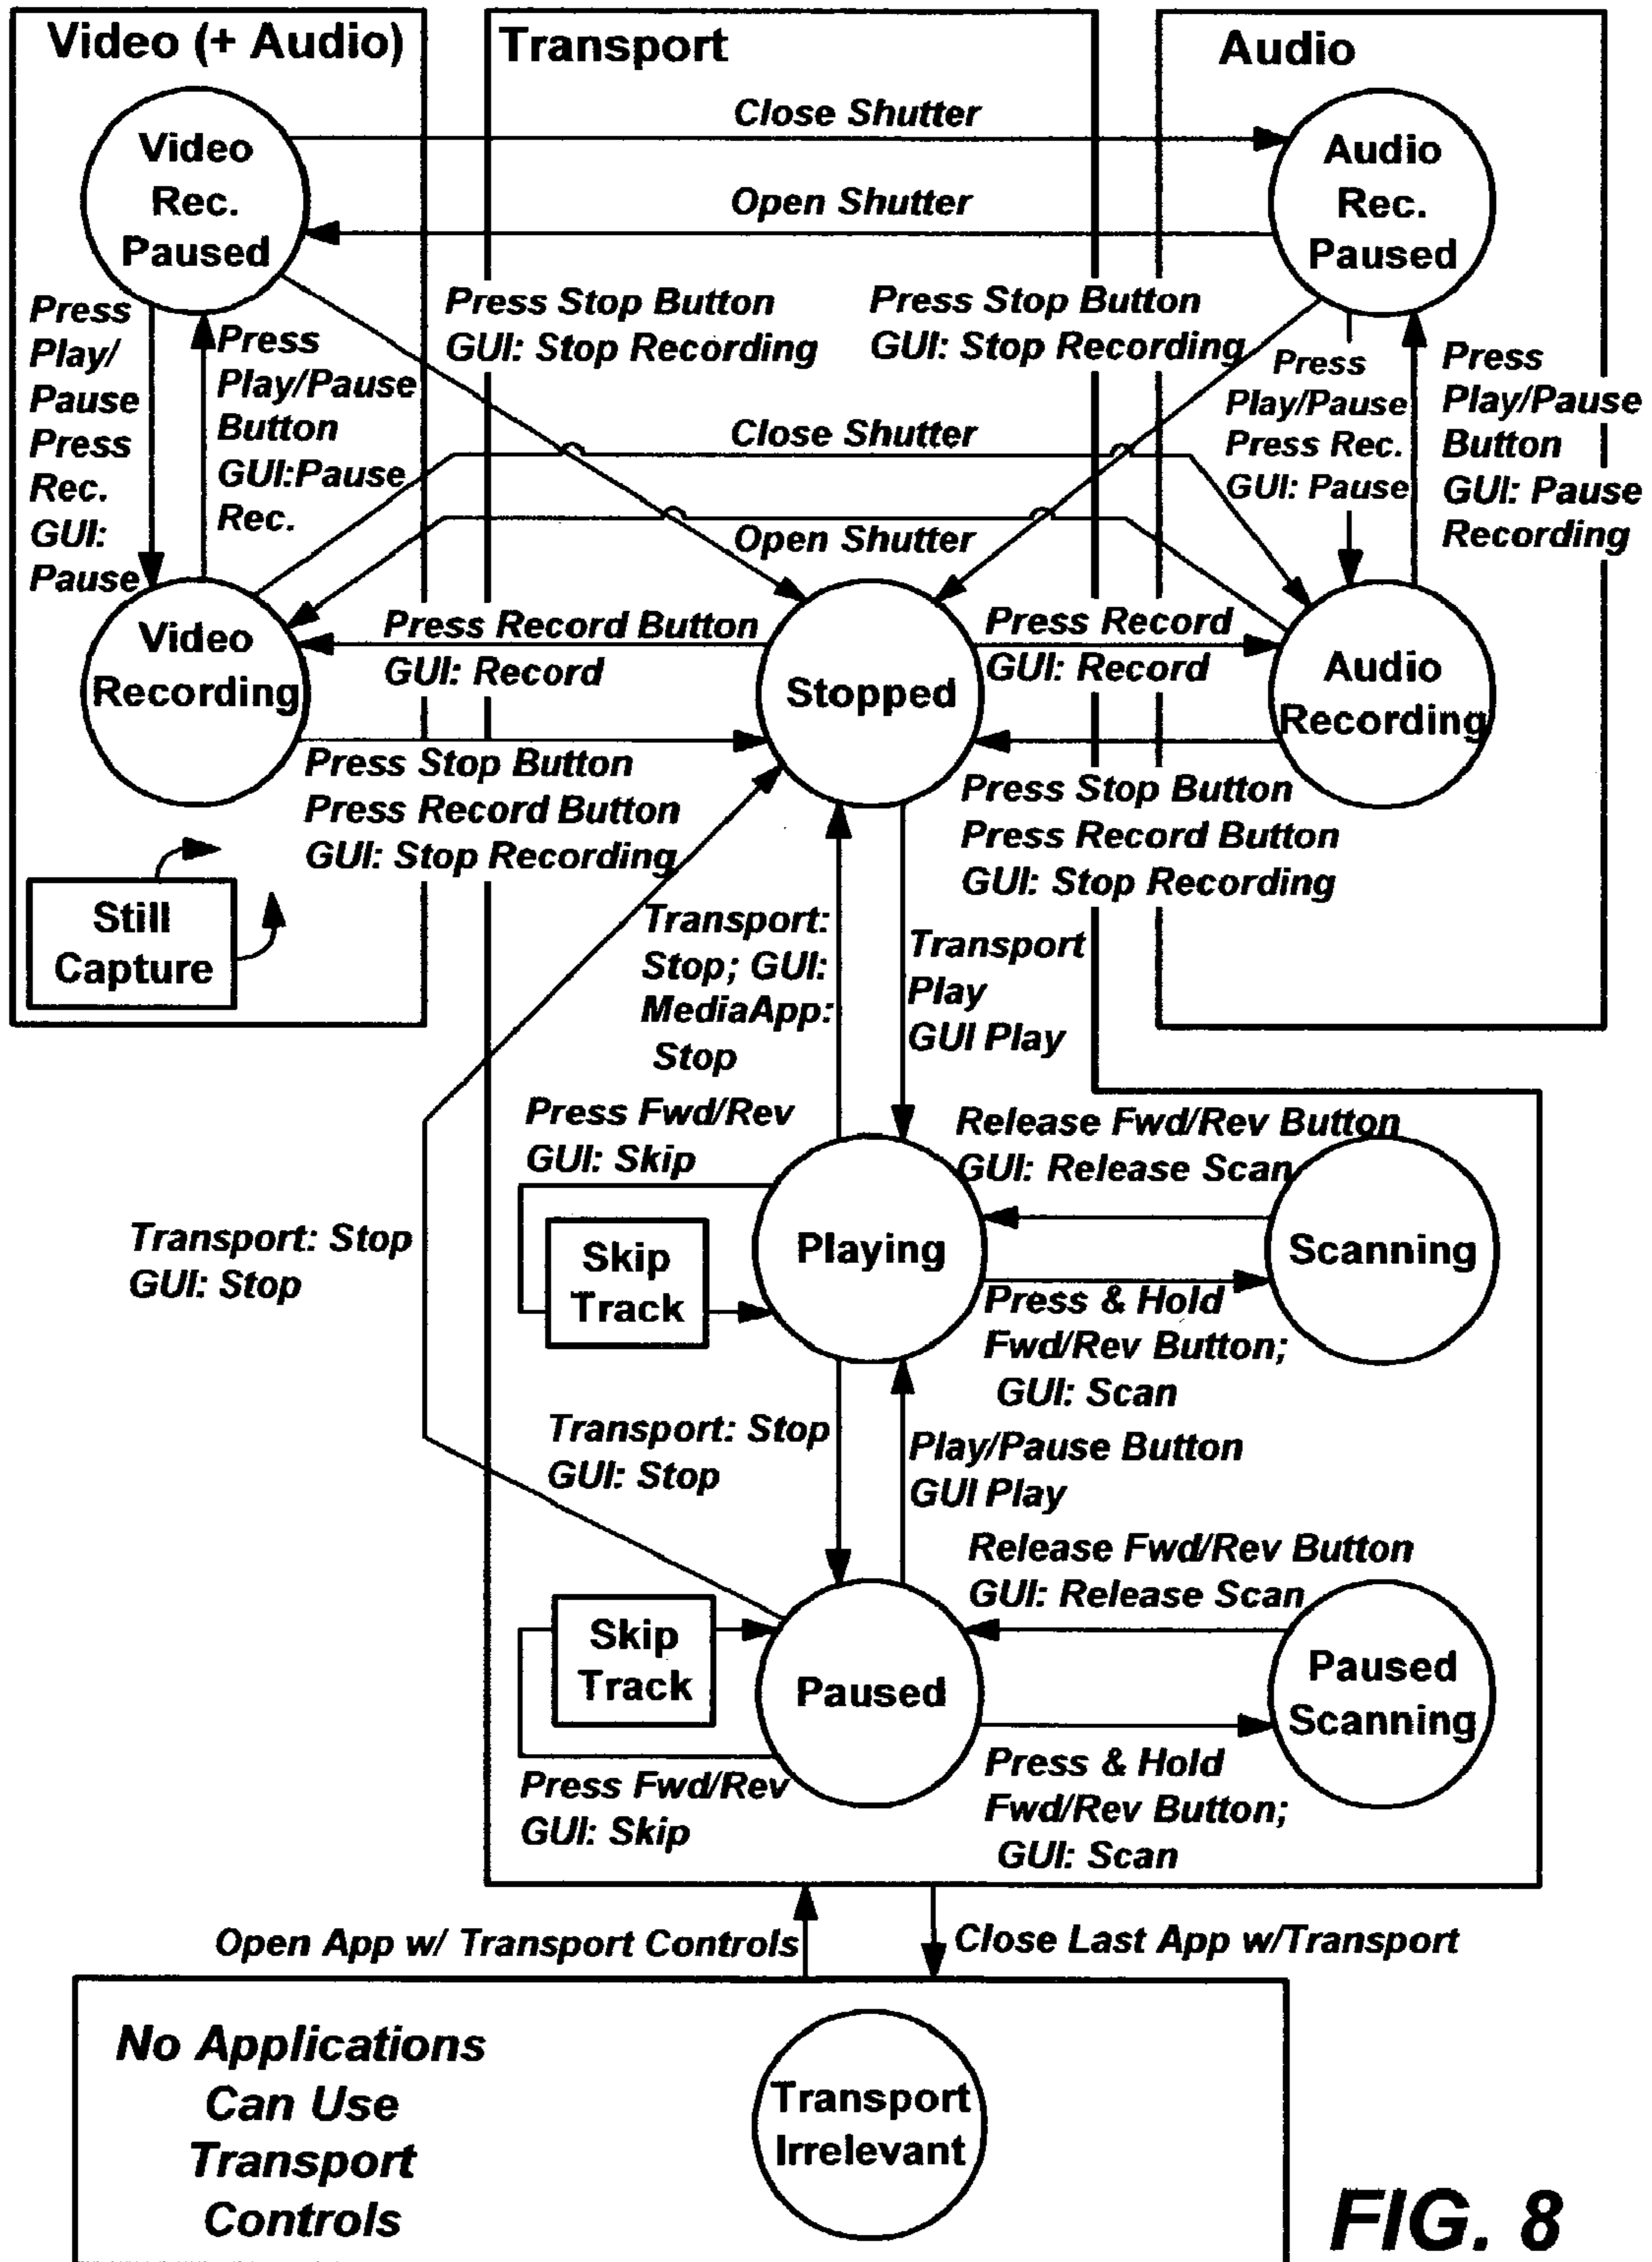 Video (+ Audio)
Transport
Audio
Close Shutter
Video
Rec.
Paused
Audio
Rec.
Paused
Open Shutter
Press
Play/
Pause
Press
Rec.
GUI:
Pause
Press
Play/Pause
Button
GUI:Pause
Rec.
Press Stop Button
GUI: Stop Recording
Press Stop Button
GUI: Stop Recording
Press
Play/Pause
Press Rec.
GUI: Pause
Press
Play/Pause
Button
GUI: Pause
Recording
Close Shutter
Open Shutter
Video
Recording
Press Record Button
GUI: Record
Stopped
Press Record
GUI: Record
Audio
Recording
Press Stop Button
Press Record Button
GUI: Stop Recording
Press Stop Button
Press Record Button
GUI: Stop Recording
Still
Capture
Transport:
Stop; GUI:
MediaApp:
Stop
Transport
Play
GUI Play
Press Fwd/Rev
GUI: Skip
Release Fwd/Rev Button
GUI: Release Scan
Transport: Stop
GUI: Stop
Skip
Track
Playing
Scanning
Press & Hold
Fwd/Rev Button;
GUI: Scan
Transport: Stop
GUI: Stop
Play/Pause Button
GUI Play
Release Fwd/Rev Button
GUI: Release Scan
Skip
Track
Paused
Paused
Scanning
Press Fwd/Rev
GUI: Skip
Press & Hold
Fwd/Rev Button;
GUI: Scan
Open App w/ Transport Controls
Close Last App w/Transport
No Applications
Can Use
Transport
Controls
Transport
Irrelevant
FIG. 8